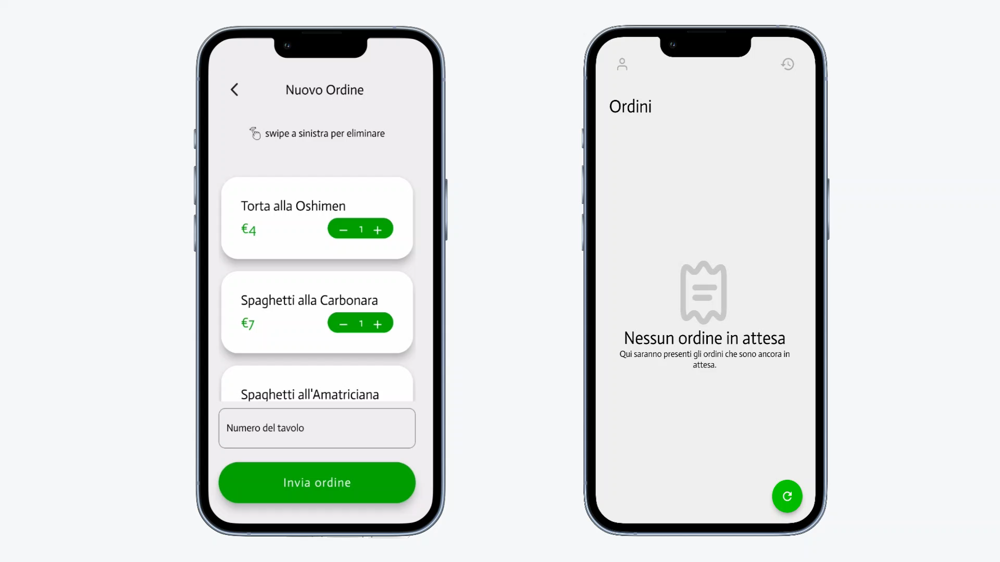 Nuovo Ordine
swipe a sinistra per eliminare
Torta alla Oshimen
€4
− 1 +
Spaghetti alla Carbonara
€7
− 1 +
Spaghetti all'Amatriciana
Numero del tavolo
Invia ordine
Ordini
Nessun ordine in attesa
Qui saranno presenti gli ordini che sono ancora in
attesa.